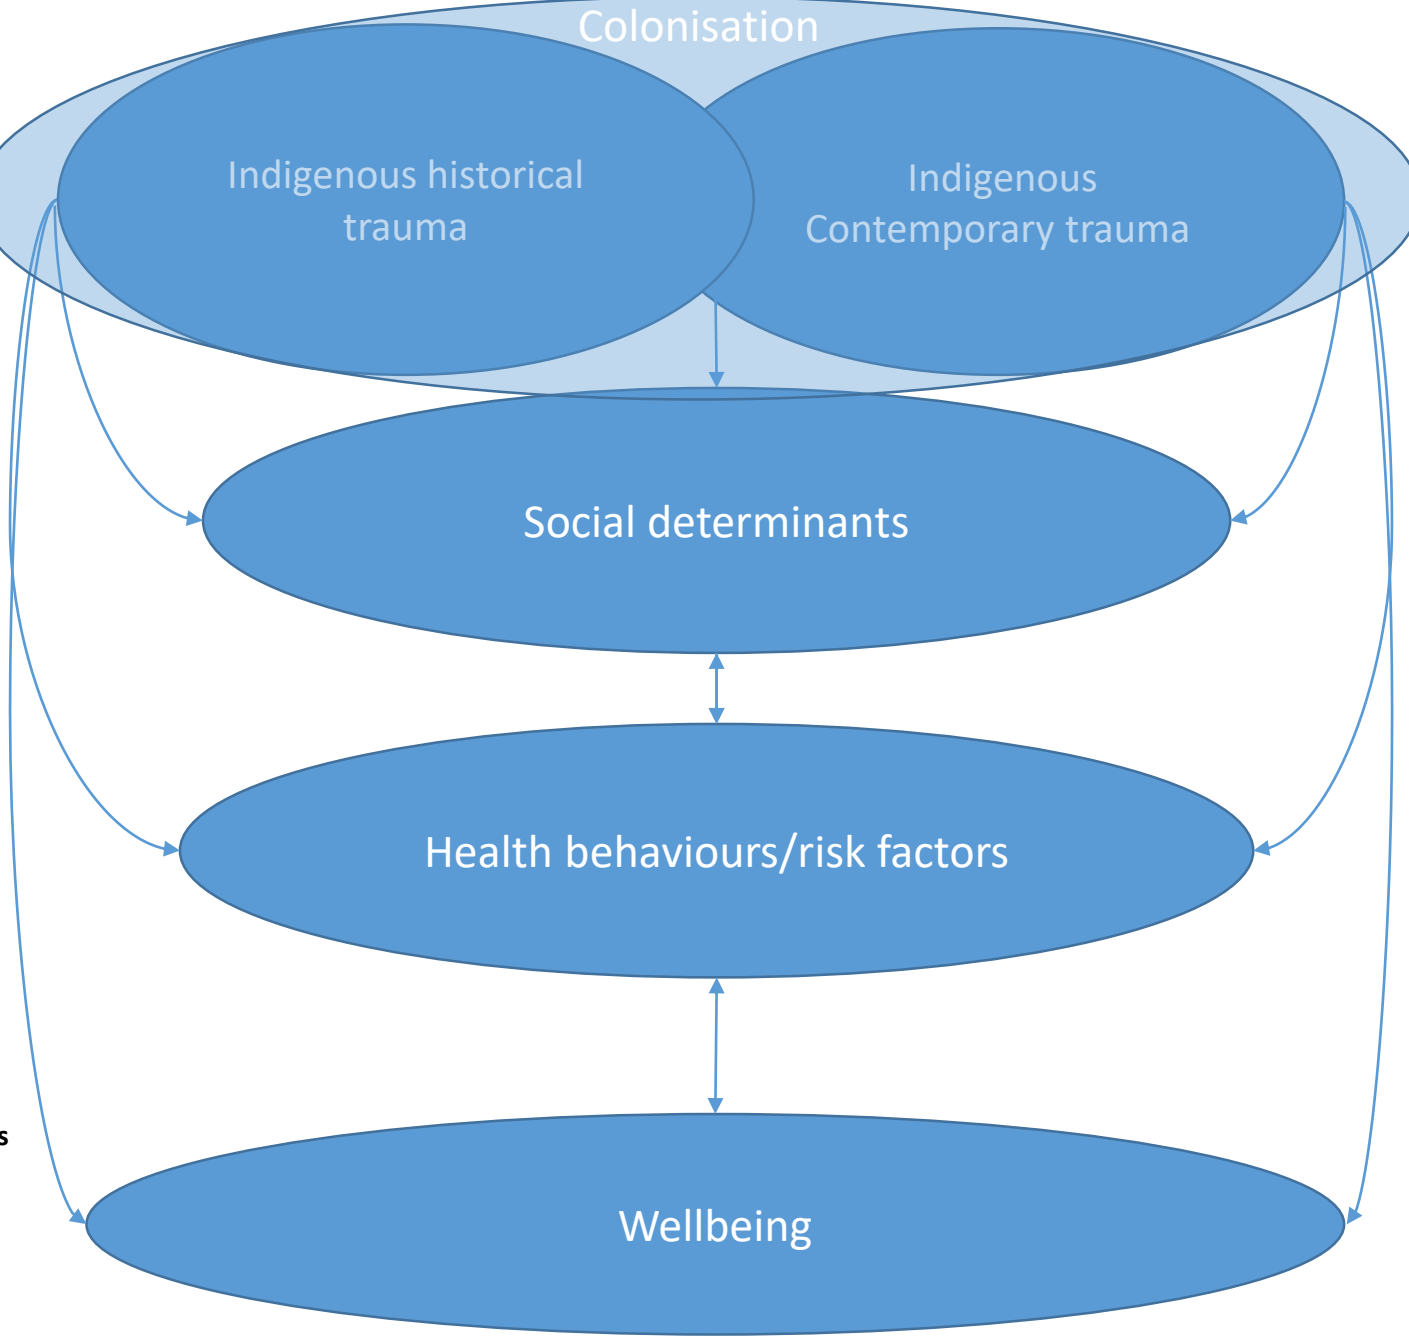 Colonisation
Indigenous historical
trauma
Indigenous
Contemporary trauma
Social determinants
Health behaviours/risk factors
s
Wellbeing